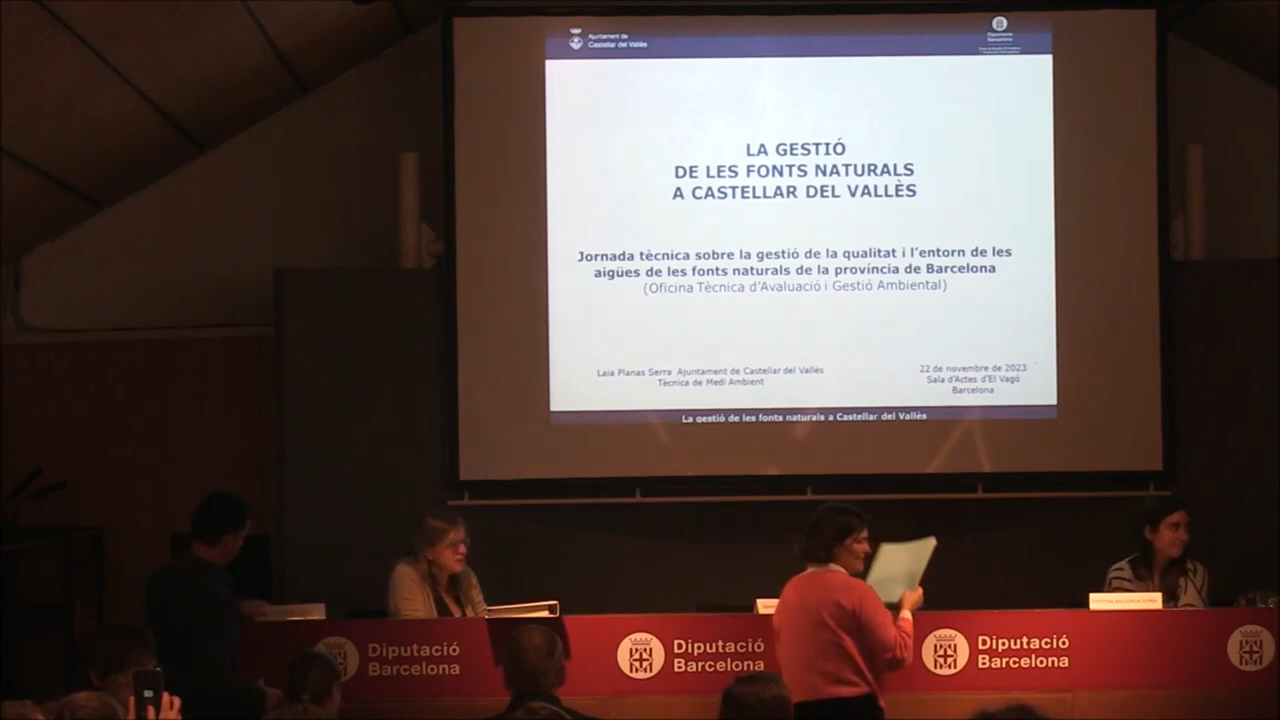 Ajuntament de
Castellar del Vallès
Diputació
Barcelona
LA GESTIÓ
DE LES FONTS NATURALS
A CASTELLAR DEL VALLÈS
Jornada tècnica sobre la gestió de la qualitat i l'entorn de les
aigües de les fonts naturals de la província de Barcelona
(Oficina Tècnica d'Avaluació i Gestió Ambiental)
Laia Planas Serra Ajuntament de Castellar del Vallès
Tècnica de Medi Ambient
22 de novembre de 2023
Sala d'Actes d'El Vagó
Barcelona
La gestió de les fonts naturals a Castellar del Vallès
Diputació
Barcelona
Diputació
Barcelona
Diputació
Barcelona